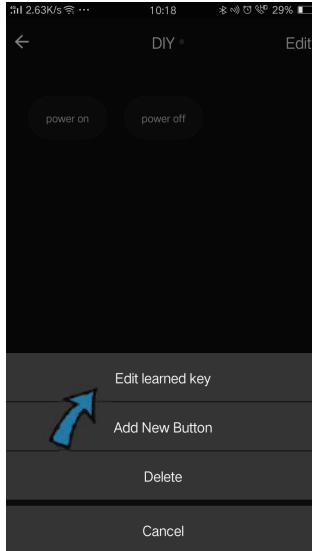 2.63K/s ... 10:18 29%
DIY Edit
power on power off
Edit learned key
Add New Button
Delete
Cancel